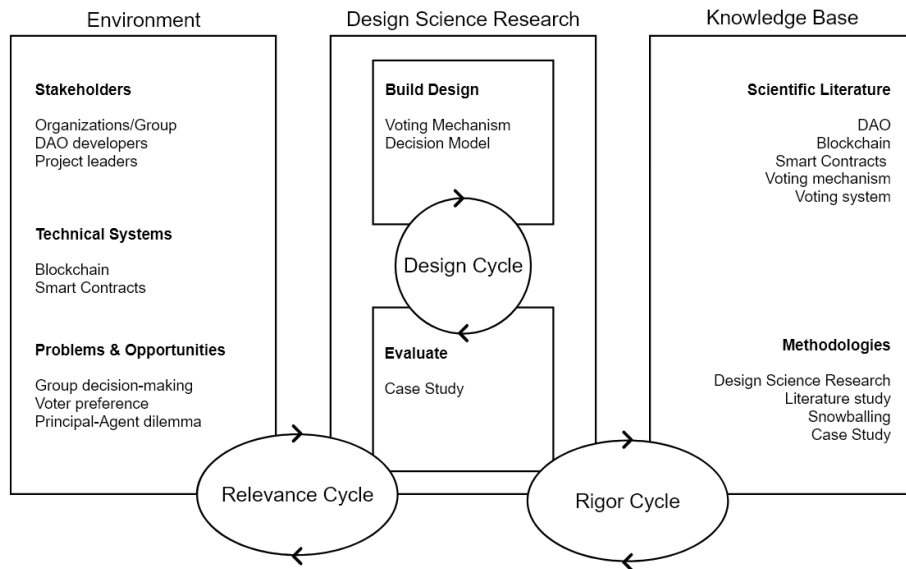 Environment
Stakeholders
Organizations/Group
DAO developers
Project leaders
Technical Systems
Blockchain
Smart Contracts
Problems & Opportunities
Group decision-making
Voter preference
Principal-Agent dilemma
Relevance Cycle
Design Science Research
Build Design
Voting Mechanism
Decision Model
Design Cycle
Evaluate
Case Study
Rigor Cycle
Knowledge Base
Scientific Literature
DAO
Blockchain
Smart Contracts
Voting mechanism
Voting system
Methodologies
Design Science Research
Literature study
Snowballing
Case Study